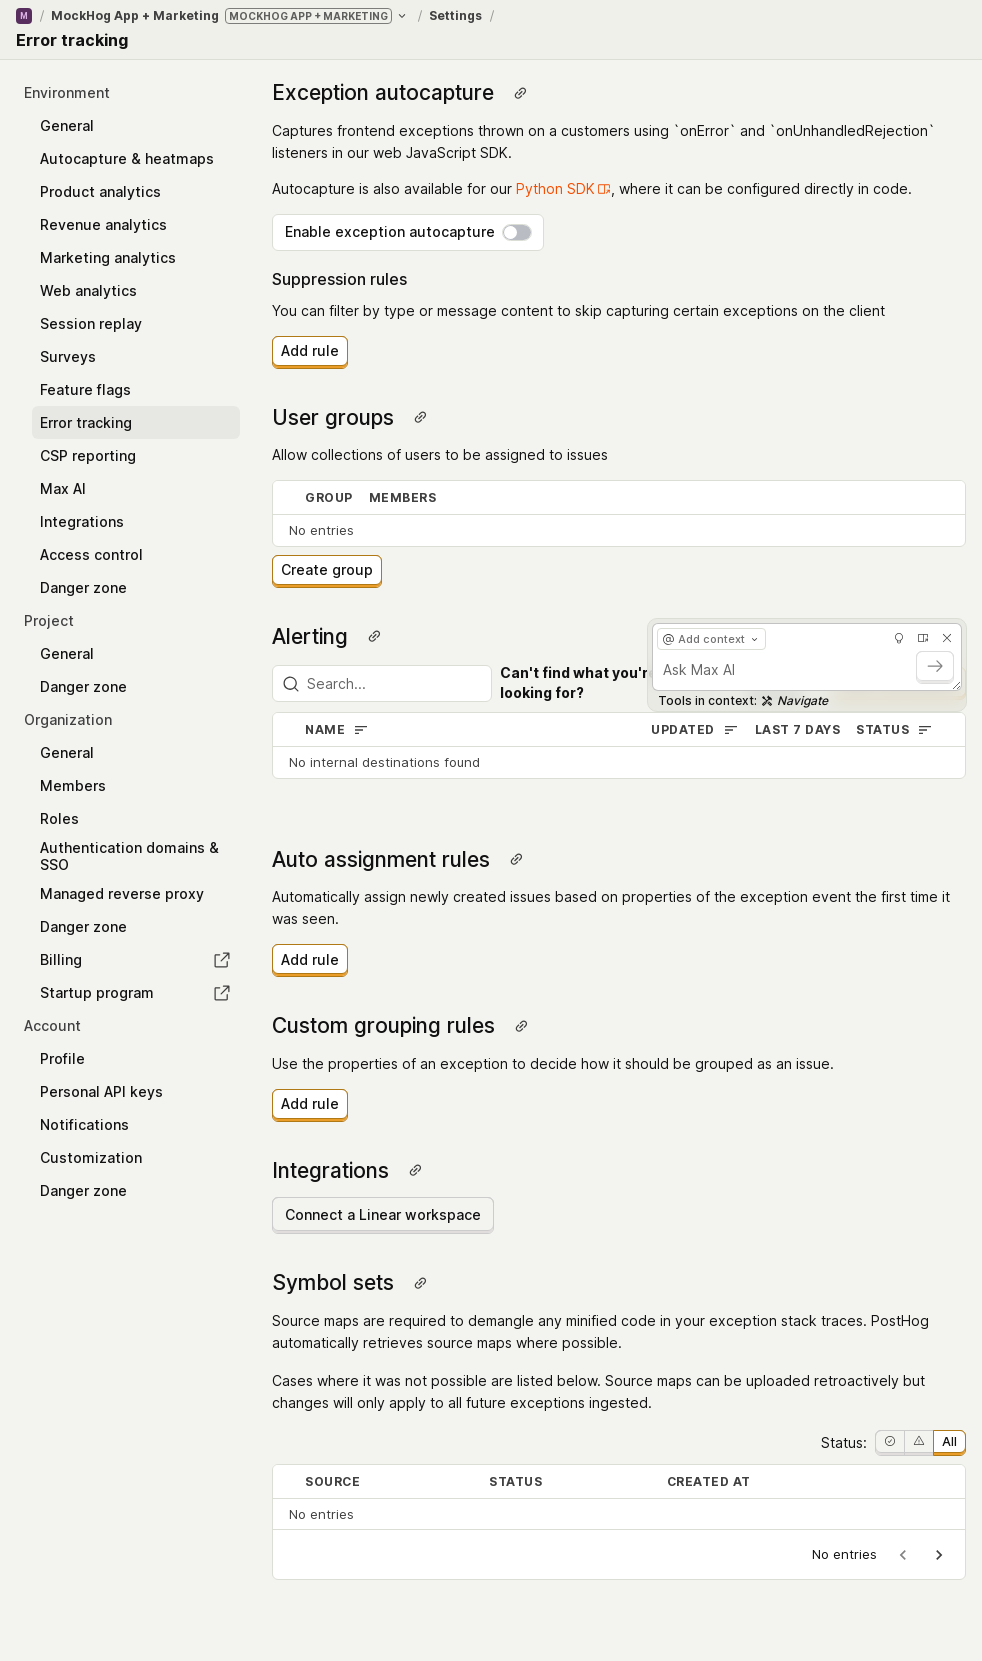 M / MockHog App + Marketing MOCKHOG APP + MARKETING / Settings /
Error tracking
Environment
General
Autocapture & heatmaps
Product analytics
Revenue analytics
Marketing analytics
Web analytics
Session replay
Surveys
Feature flags
Error tracking
CSP reporting
Max AI
Integrations
Access control
Danger zone
Project
General
Danger zone
Organization
General
Members
Roles
Authentication domains &
SSO
Managed reverse proxy
Danger zone
Billing
Startup program
Account
Profile
Personal API keys
Notifications
Customization
Danger zone
Exception autocapture
Captures frontend exceptions thrown on a customers using `onError` and `onUnhandledRejection`
listeners in our web JavaScript SDK.
Autocapture is also available for our Python SDK, where it can be configured directly in code.
Enable exception autocapture
Suppression rules
You can filter by type or message content to skip capturing certain exceptions on the client
Add rule
User groups
Allow collections of users to be assigned to issues
GROUP MEMBERS
No entries
Create group
Alerting
Search...
Can't find what you'r
looking for?
@ Add context
Ask Max AI
Tools in context: Navigate
NAME UPDATED LAST 7 DAYS STATUS
No internal destinations found
Auto assignment rules
Automatically assign newly created issues based on properties of the exception event the first time it
was seen.
Add rule
Custom grouping rules
Use the properties of an exception to decide how it should be grouped as an issue.
Add rule
Integrations
Connect a Linear workspace
Symbol sets
Source maps are required to demangle any minified code in your exception stack traces. PostHog
automatically retrieves source maps where possible.
Cases where it was not possible are listed below. Source maps can be uploaded retroactively but
changes will only apply to all future exceptions ingested.
Status: All
SOURCE STATUS CREATED AT
No entries
No entries